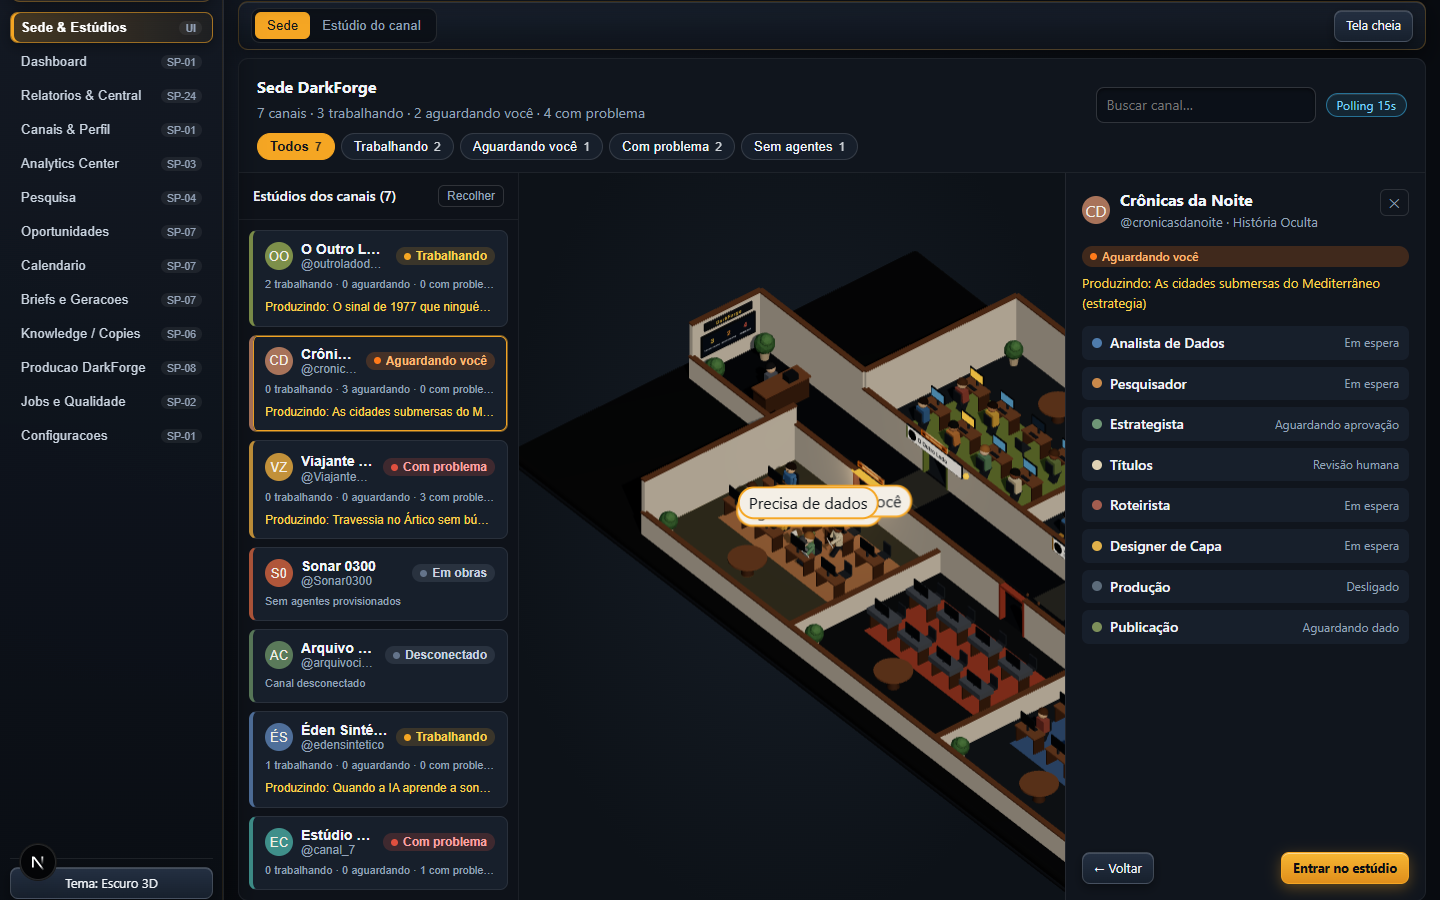 Sede & Estúdios UI
Dashboard SP-01
Relatorios & Central SP-24
Canais & Perfil SP-01
Analytics Center SP-03
Pesquisa SP-04
Oportunidades SP-07
Calendario SP-07
Briefs e Geracoes SP-07
Knowledge / Copies SP-06
Producao DarkForge SP-08
Jobs e Qualidade SP-02
Configuracoes SP-01
N
Tema: Escuro 3D
Sede Estúdio do canal
Tela cheia
Sede DarkForge
7 canais · 3 trabalhando · 2 aguardando você · 4 com problema
Buscar canal...
Polling 15s
Todos 7 Trabalhando 2 Aguardando você 1 Com problema 2 Sem agentes 1
Estúdios dos canais (7) Recolher
OO O Outro L... Trabalhando
@outroladod...
2 trabalhando · 0 aguardando · 0 com proble...
Produzindo: O sinal de 1977 que ningué...
CD Crôni... Aguardando você
@cronic...
0 trabalhando · 3 aguardando · 0 com proble...
Produzindo: As cidades submersas do M...
VZ Viajante ... Com problema
@Viajante...
0 trabalhando · 0 aguardando · 3 com proble...
Produzindo: Travessia no Ártico sem bú...
S0 Sonar 0300 Em obras
@Sonar0300
Sem agentes provisionados
AC Arquivo ... Desconectado
@arquivoci...
Canal desconectado
ÉS Éden Sinté... Trabalhando
@edensintetico
1 trabalhando · 0 aguardando · 0 com proble...
Produzindo: Quando a IA aprende a son...
EC Estúdio ... Com problema
@canal_7
0 trabalhando · 0 aguardando · 1 com proble...
DarkForge
Precisa de dados
ocê
CD Crônicas da Noite
@cronicasdanoite · História Oculta
Aguardando você
Produzindo: As cidades submersas do Mediterrâneo
(estrategia)
Analista de Dados Em espera
Pesquisador Em espera
Estrategista Aguardando aprovação
Títulos Revisão humana
Roteirista Em espera
Designer de Capa Em espera
Produção Desligado
Publicação Aguardando dado
← Voltar
Entrar no estúdio